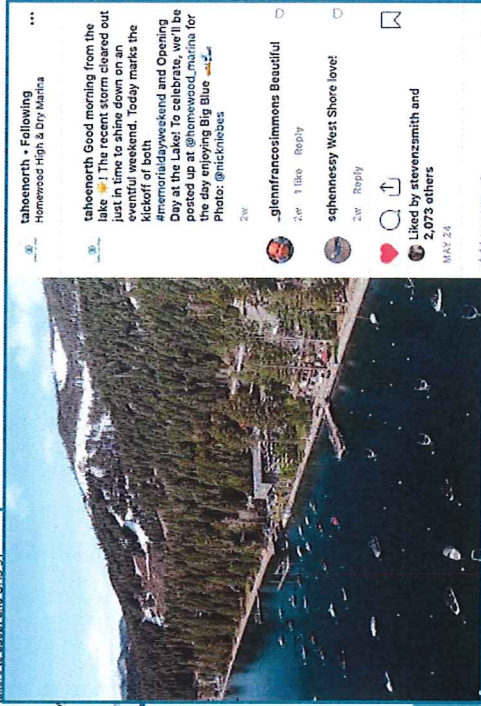 tahoenorth • Following
Homewood High & Dry Marina
tahoenorth Good morning from the
lake ☀️! The recent storm cleared out
just in time to shine down on an
eventful weekend. Today marks the
kickoff of both
#memorialdayweekend and Opening
Day at the Lake! To celebrate, we'll be
posted up at @homewood_marina for
the day enjoying Big Blue 🚤
Photo: @nickniebes
2w
_glennfrancosimmons Beautiful
2w 1 like Reply
sqhennessy West Shore love!
2w Reply
Liked by stevenzsmith and
2,073 others
MAY 24